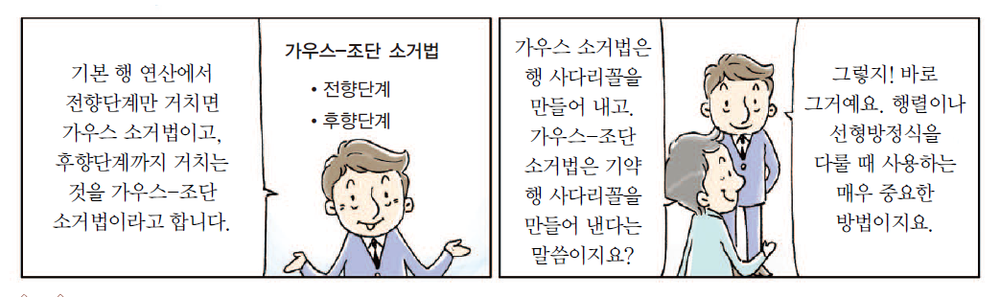 기본 행 연산에서
전향단계만 거치면
가우스 소거법이고,
후향단계까지 거치는
것을 가우스-조단
소거법이라고 합니다.
가우스-조단 소거법
• 전향단계
• 후향단계
가우스 소거법은
행 사다리꼴을
만들어 내고.
가우스-조단
소거법은 기약
행 사다리꼴을
만들어 낸다는
말씀이지요?
그렇지! 바로
그거예요. 행렬이나
선형방정식을
다룰 때 사용하는
매우 중요한
방법이지요.